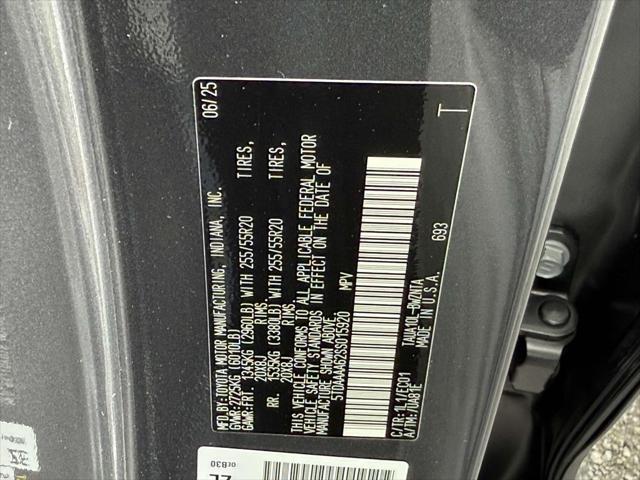 MFD.BY:TOYOTA MOTOR MANUFACTURING, INDIANA, INC. 06/25
GVWR:2725KG (6010LB)
GAWR:FRT. 1345KG (2960LB) WITH 255/55R20 TIRES,
20X8J RIMS.
RR. 1535KG (3380LB) WITH 255/55R20 TIRES,
20X8J RIMS.
THIS VEHICLE CONFORMS TO ALL APPLICABLE FEDERAL MOTOR
VEHICLE SAFETY STANDARDS IN EFFECT ON THE DATE OF
MANUFACTURE SHOWN ABOVE.
5TDAAAA62SS015920 MPV
C/TR:1L1/EC01 TAUA10L-BWZN1A
A/TM:-/UA81E MADE IN U.S.A. 693
T
0rB30